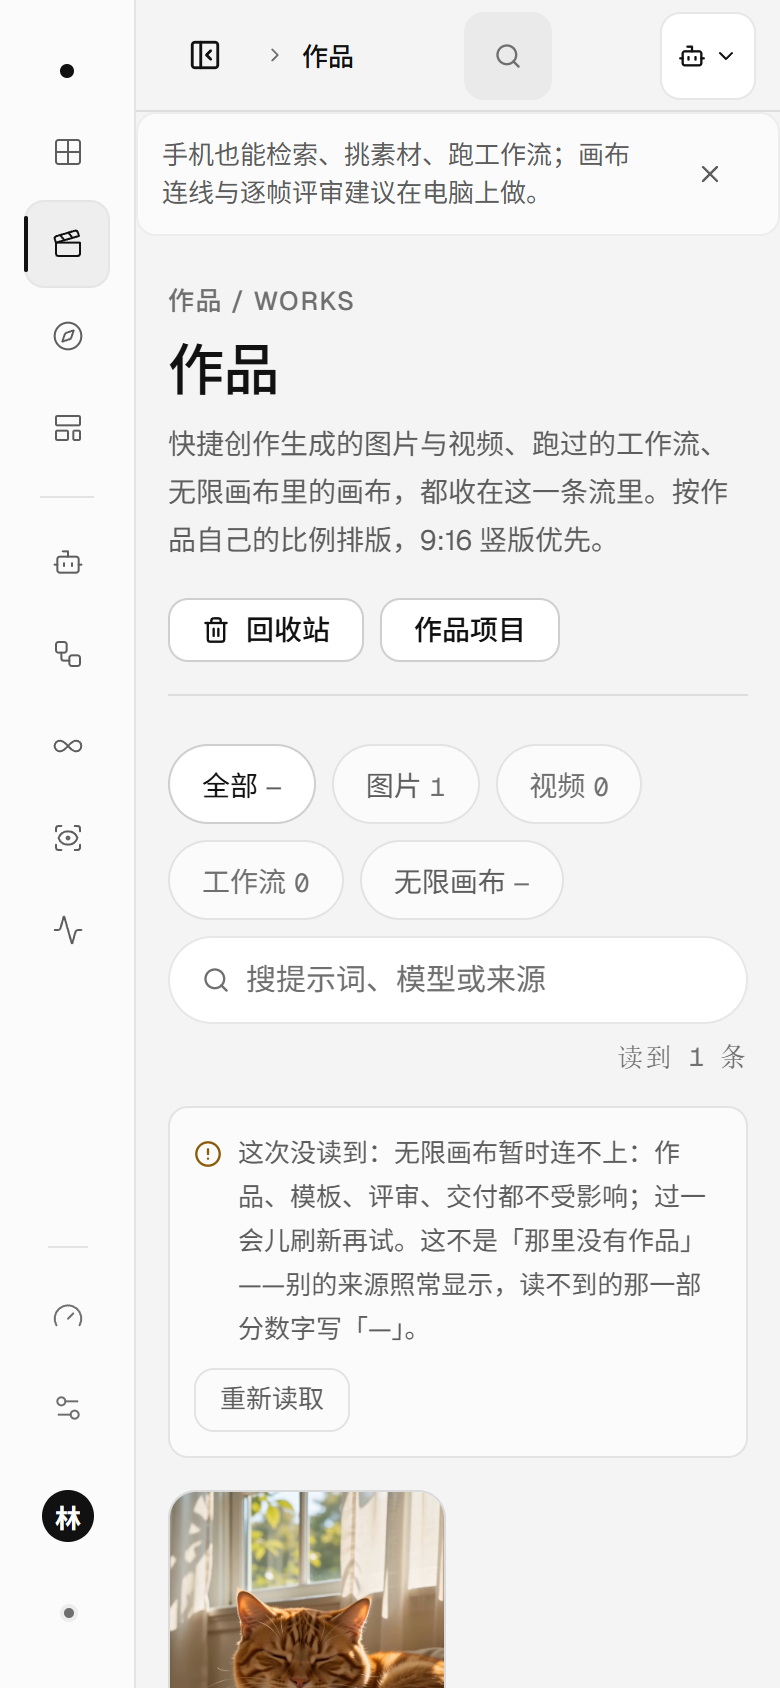 作品
手机也能检索、挑素材、跑工作流；画布
连线与逐帧评审建议在电脑上做。
作品 / WORKS
作品
快捷创作生成的图片与视频、跑过的工作流、
无限画布里的画布，都收在这一条流里。按作
品自己的比例排版，9:16 竖版优先。
回收站 作品项目
全部 — 图片 1 视频 0
工作流 0 无限画布 —
搜提示词、模型或来源
读到 1 条
这次没读到：无限画布暂时连不上：作
品、模板、评审、交付都不受影响；过一
会儿刷新再试。这不是「那里没有作品」
——别的来源照常显示，读不到的那一部
分数字写「—」。
重新读取
林